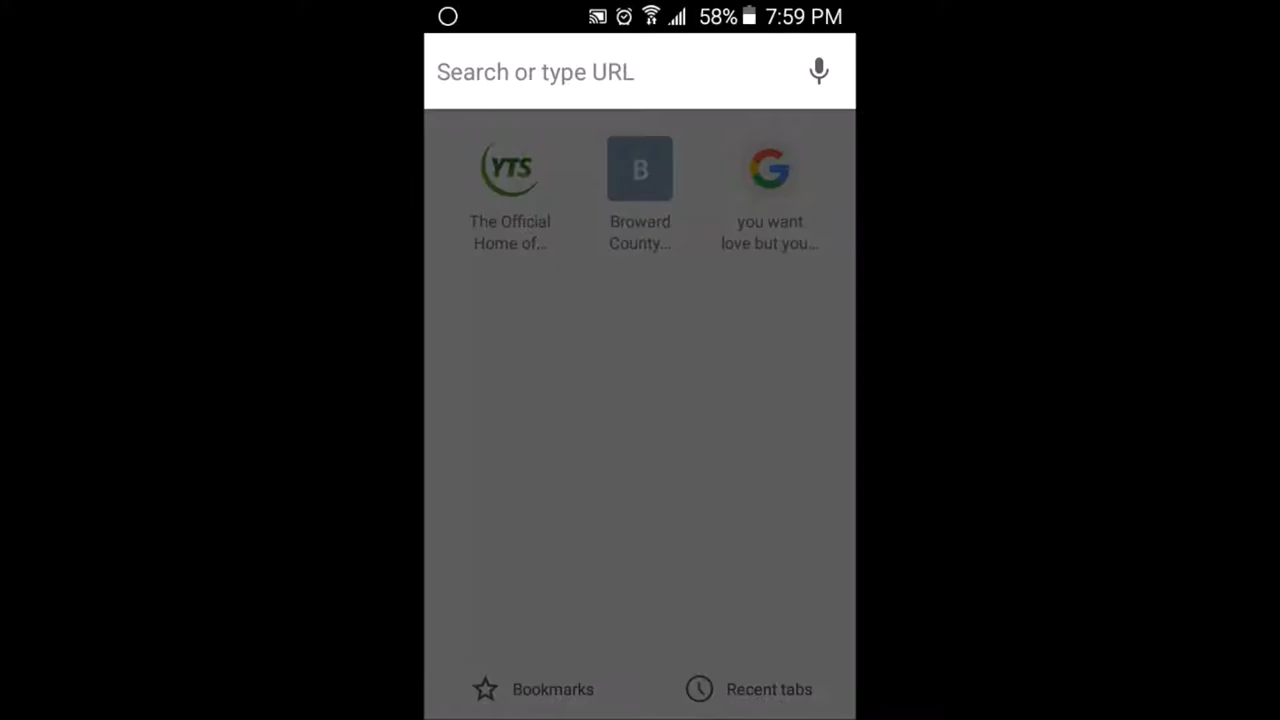 58% 7:59 PM
Search or type URL
YTS
B
The Official
Home of...
Broward
County...
you want
love but you...
Bookmarks
Recent tabs